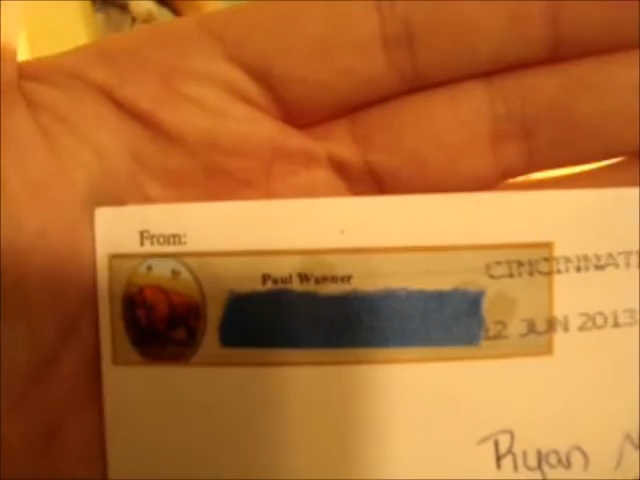 From:
Paul Wanner
CINCINNATI
12 JUN 2013
Ryan